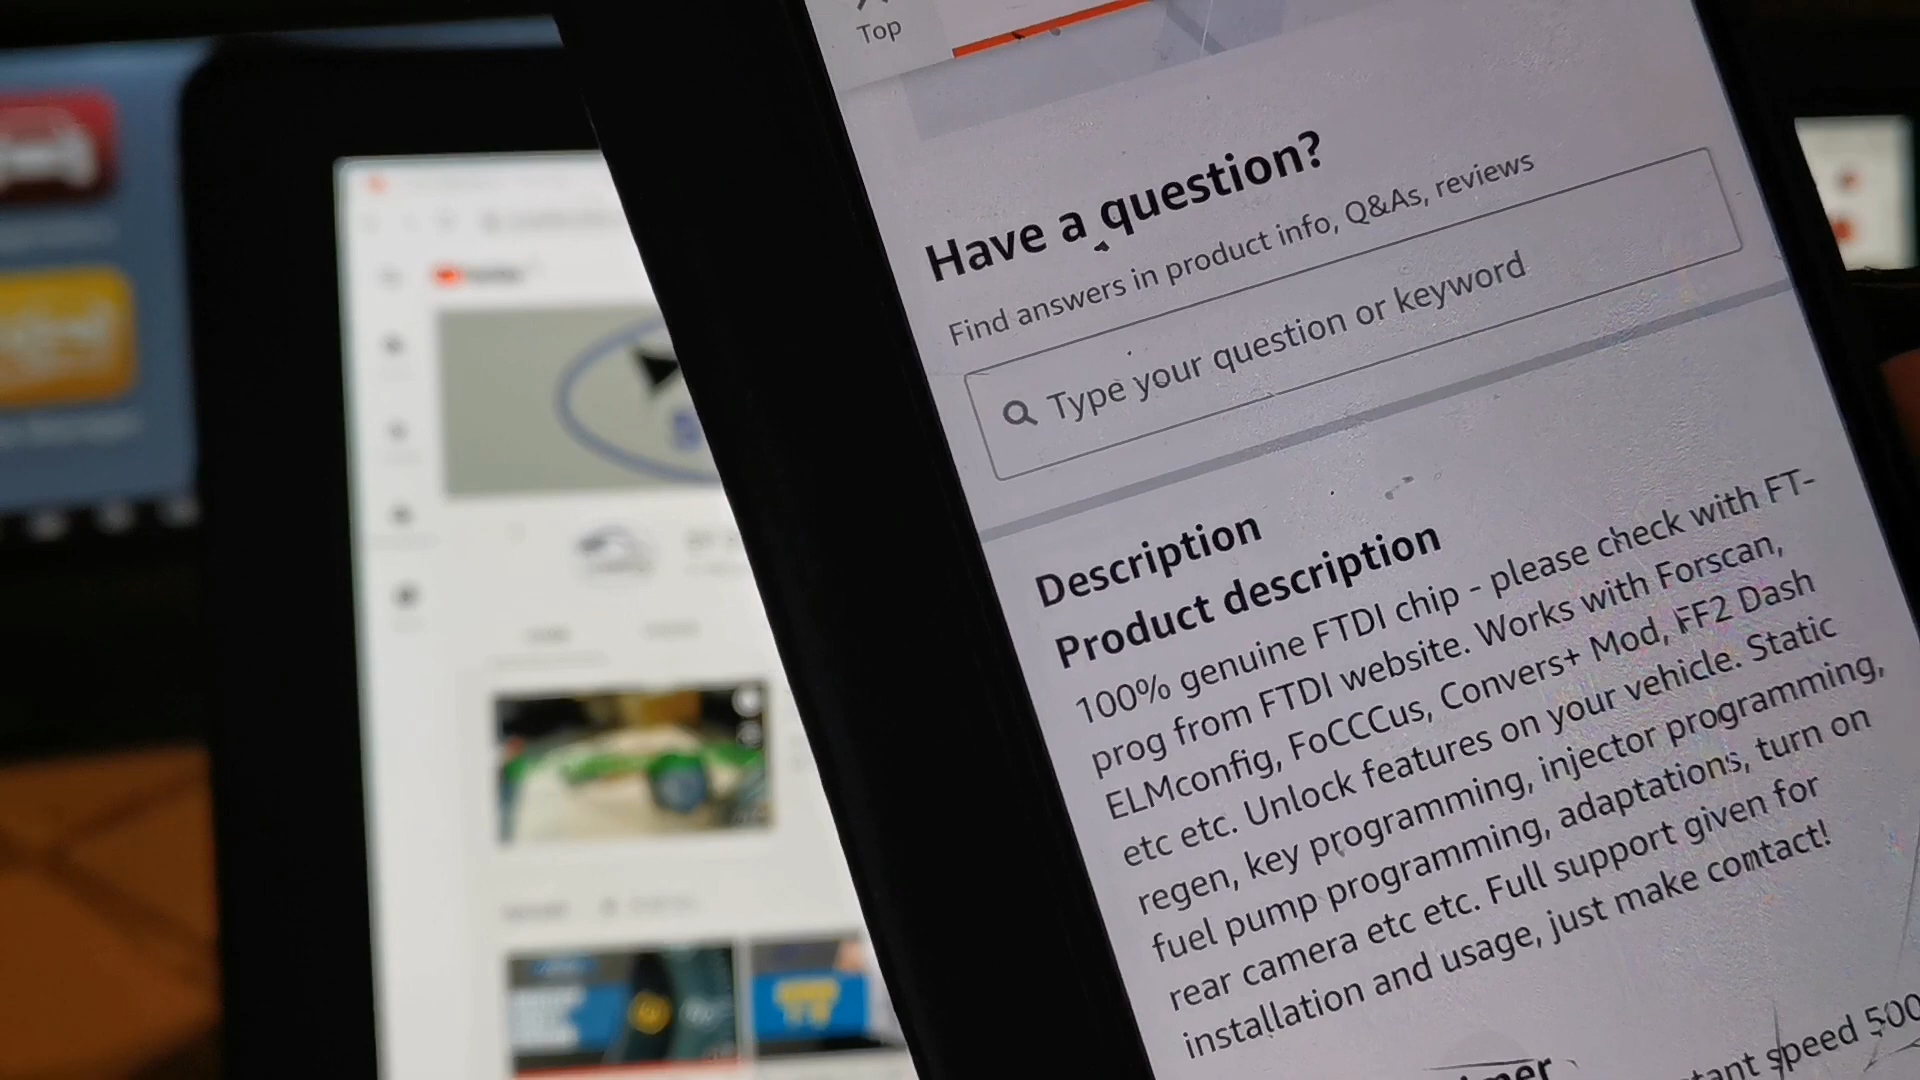 Top
Have a question?
Find answers in product info, Q&As, reviews
Type your question or keyword
Description
Product description
100% genuine FTDI chip - please check with FT-
prog from FTDI website. Works with Forscan,
ELMconfig, FoCCCus, Convers+ Mod, FF2 Dash
etc etc. Unlock features on your vehicle. Static
regen, key programming, injector programming,
fuel pump programming, adaptations, turn on
rear camera etc etc. Full support given for
installation and usage, just make contact!
speed 500